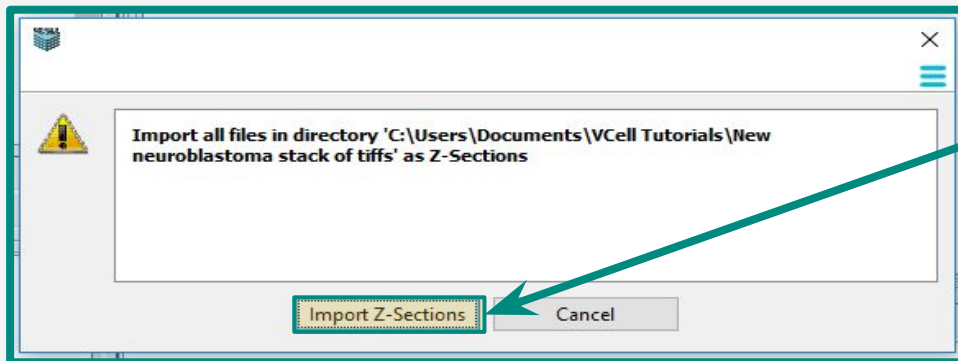 Import all files in directory 'C:\Users\Documents\VCell Tutorials\New
neuroblastoma stack of tiffs' as Z-Sections
Import Z-Sections
Cancel